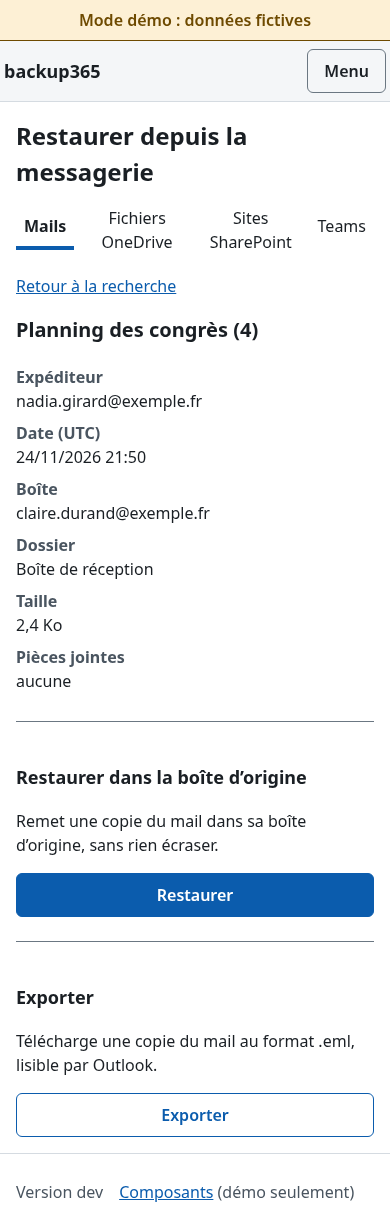 Mode démo : données fictives
backup365
Menu
Restaurer depuis la
messagerie
Mails
Fichiers
OneDrive
Sites
SharePoint
Teams
Retour à la recherche
Planning des congrès (4)
Expéditeur
nadia.girard@exemple.fr
Date (UTC)
24/11/2026 21:50
Boîte
claire.durand@exemple.fr
Dossier
Boîte de réception
Taille
2,4 Ko
Pièces jointes
aucune
Restaurer dans la boîte d’origine
Remet une copie du mail dans sa boîte
d’origine, sans rien écraser.
Restaurer
Exporter
Télécharge une copie du mail au format .eml,
lisible par Outlook.
Exporter
Version dev Composants (démo seulement)